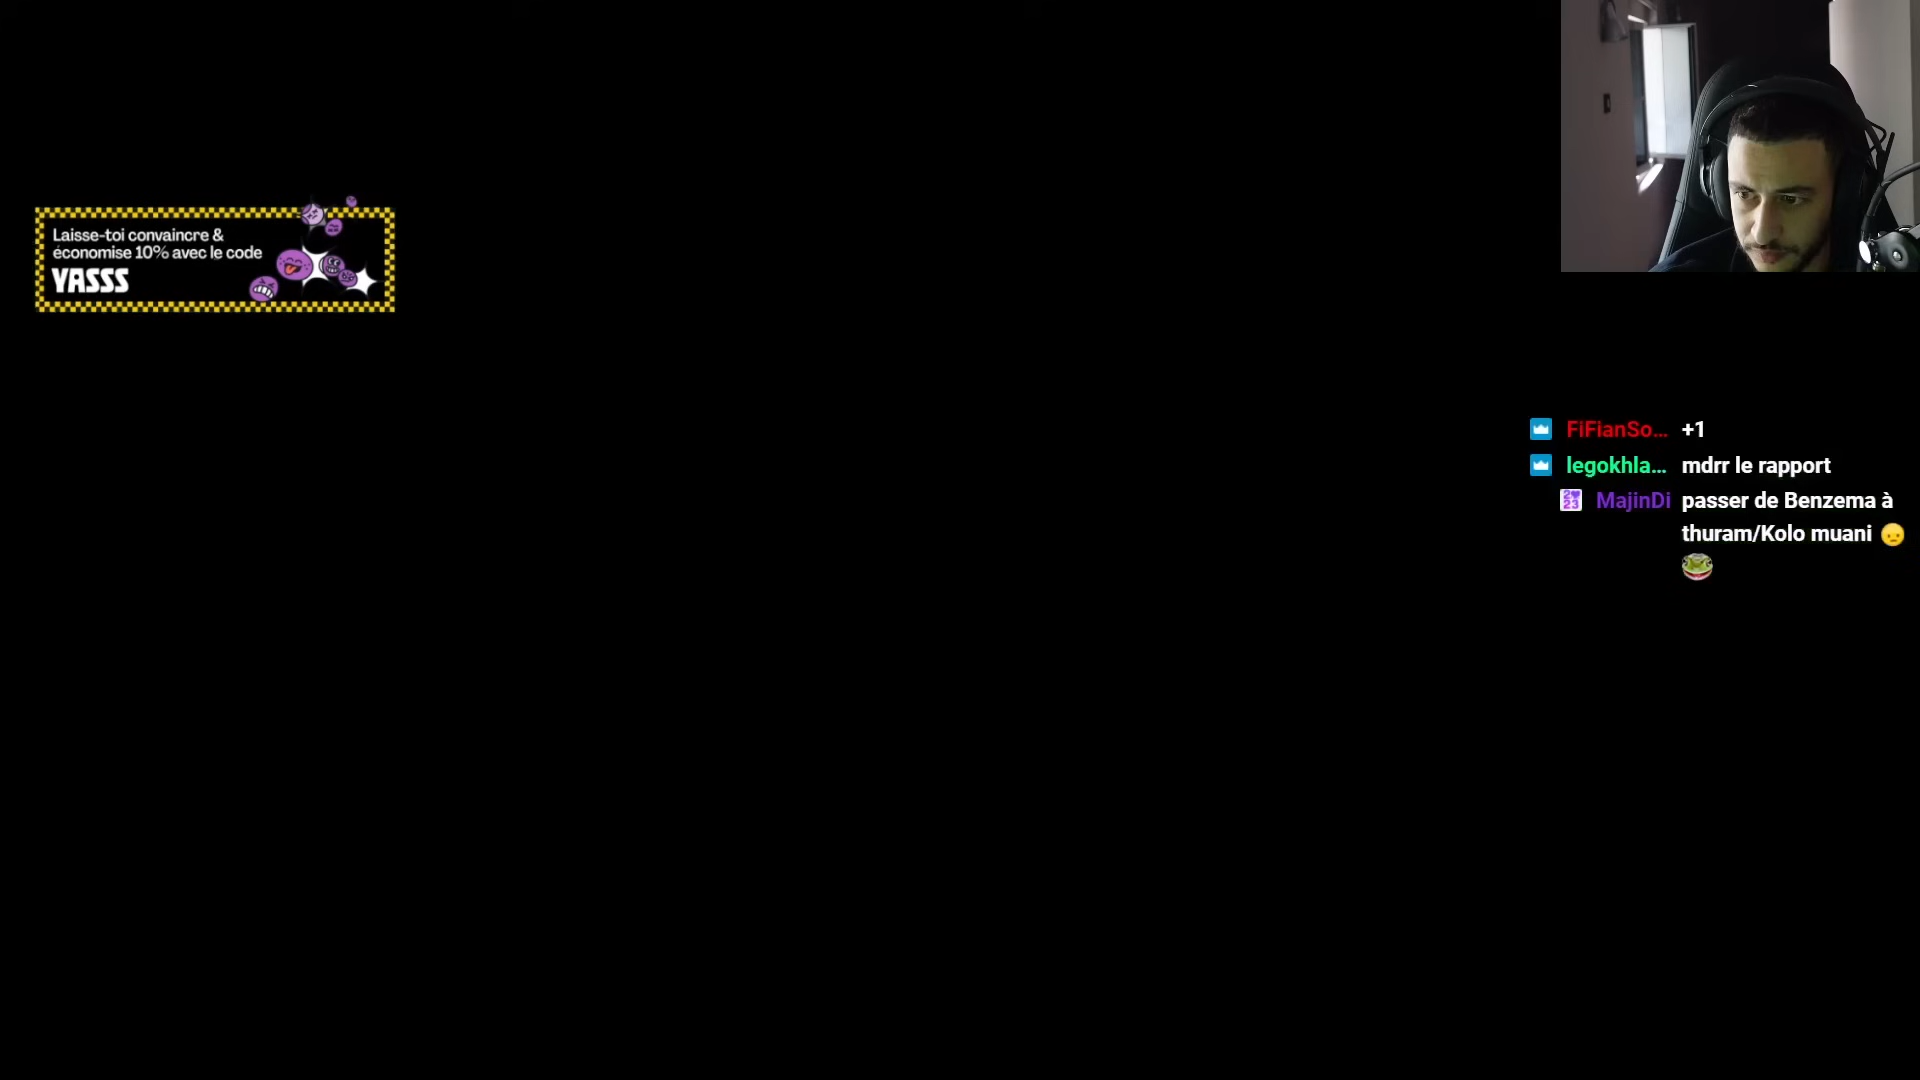 Laisse-toi convaincre &
économise 10% avec le code
YASSS
FiFianSo... +1
legokhla... mdrr le rapport
MajinDi passer de Benzema à
thuram/Kolo muani